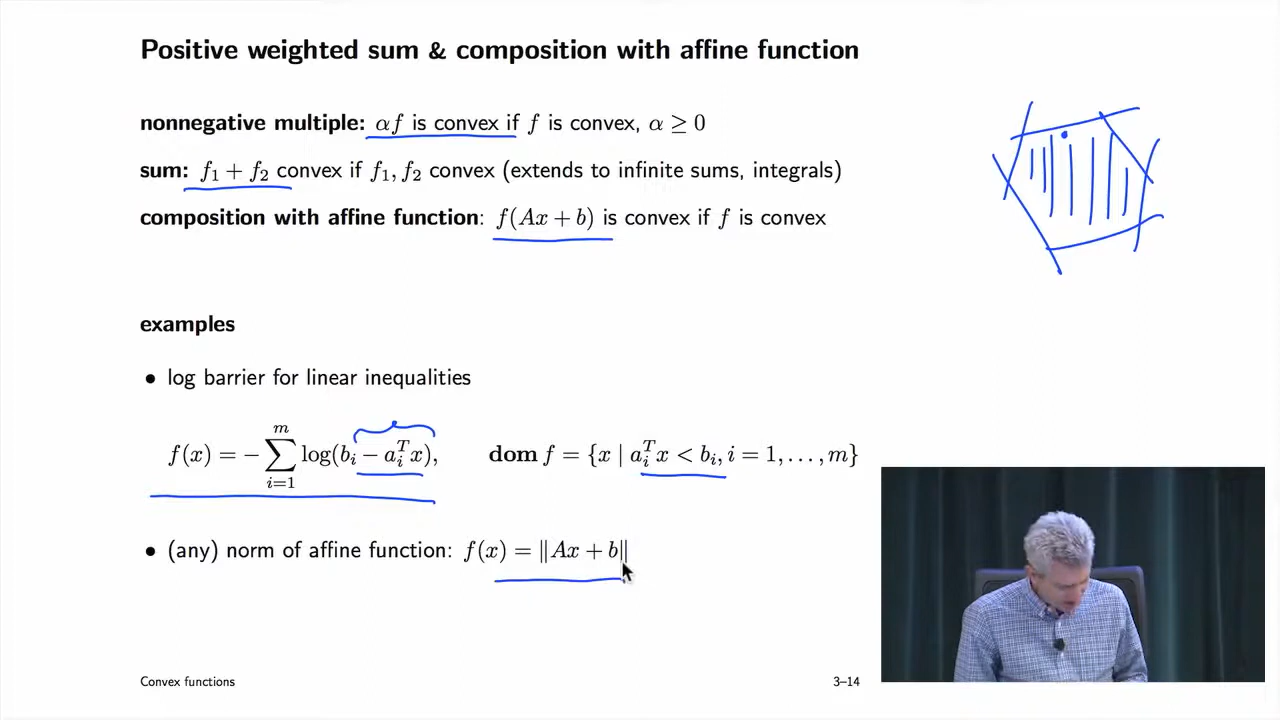 Positive weighted sum & composition with affine function
nonnegative multiple: αf is convex if f is convex, α ≥ 0
sum: f₁ + f₂ convex if f₁, f₂ convex (extends to infinite sums, integrals)
composition with affine function: f(Ax + b) is convex if f is convex
examples
• log barrier for linear inequalities
f(x) = −∑ᵢ₌₁ᵐ log(bᵢ − aᵢᵀx), dom f = {x | aᵢᵀx < bᵢ, i = 1, . . . , m}
• (any) norm of affine function: f(x) = ‖Ax + b‖
Convex functions 3–14